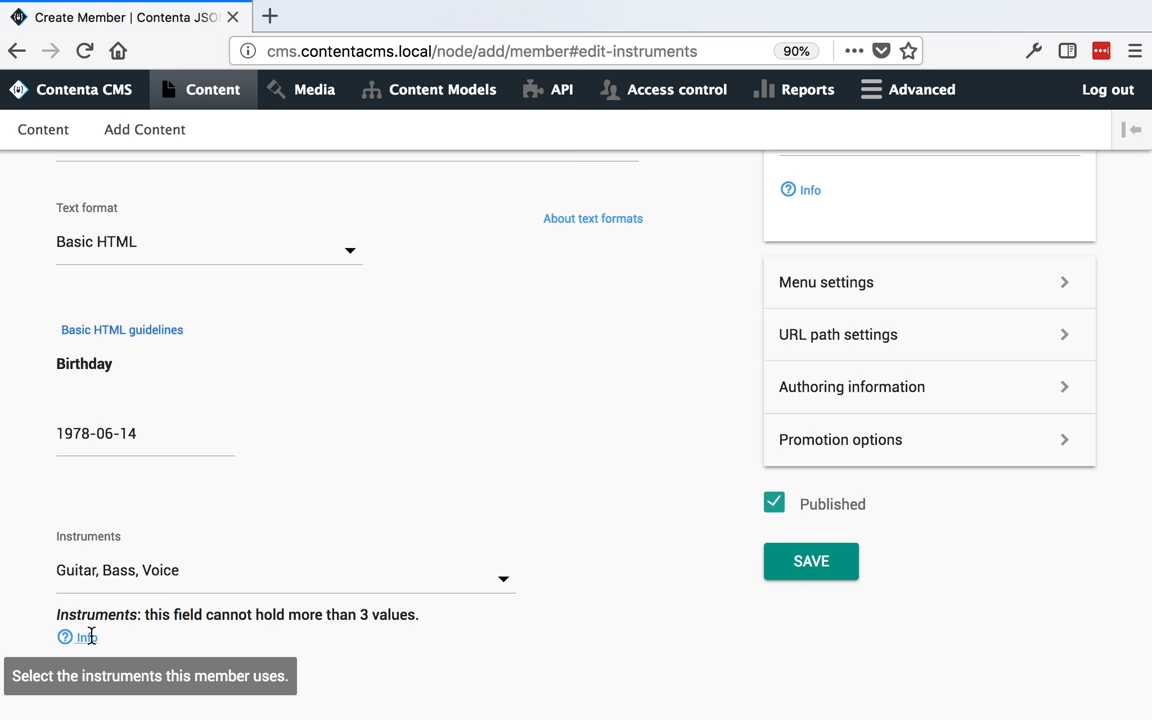 Create Member | Contenta JSO
cms.contentacms.local/node/add/member#edit-instruments
90%
Contenta CMS
Content
Media
Content Models
API
Access control
Reports
Advanced
Log out
Content
Add Content
Text format
About text formats
Basic HTML
Basic HTML guidelines
Birthday
1978-06-14
Instruments
Guitar, Bass, Voice
Instruments: this field cannot hold more than 3 values.
Info
Select the instruments this member uses.
Info
Menu settings
URL path settings
Authoring information
Promotion options
Published
SAVE